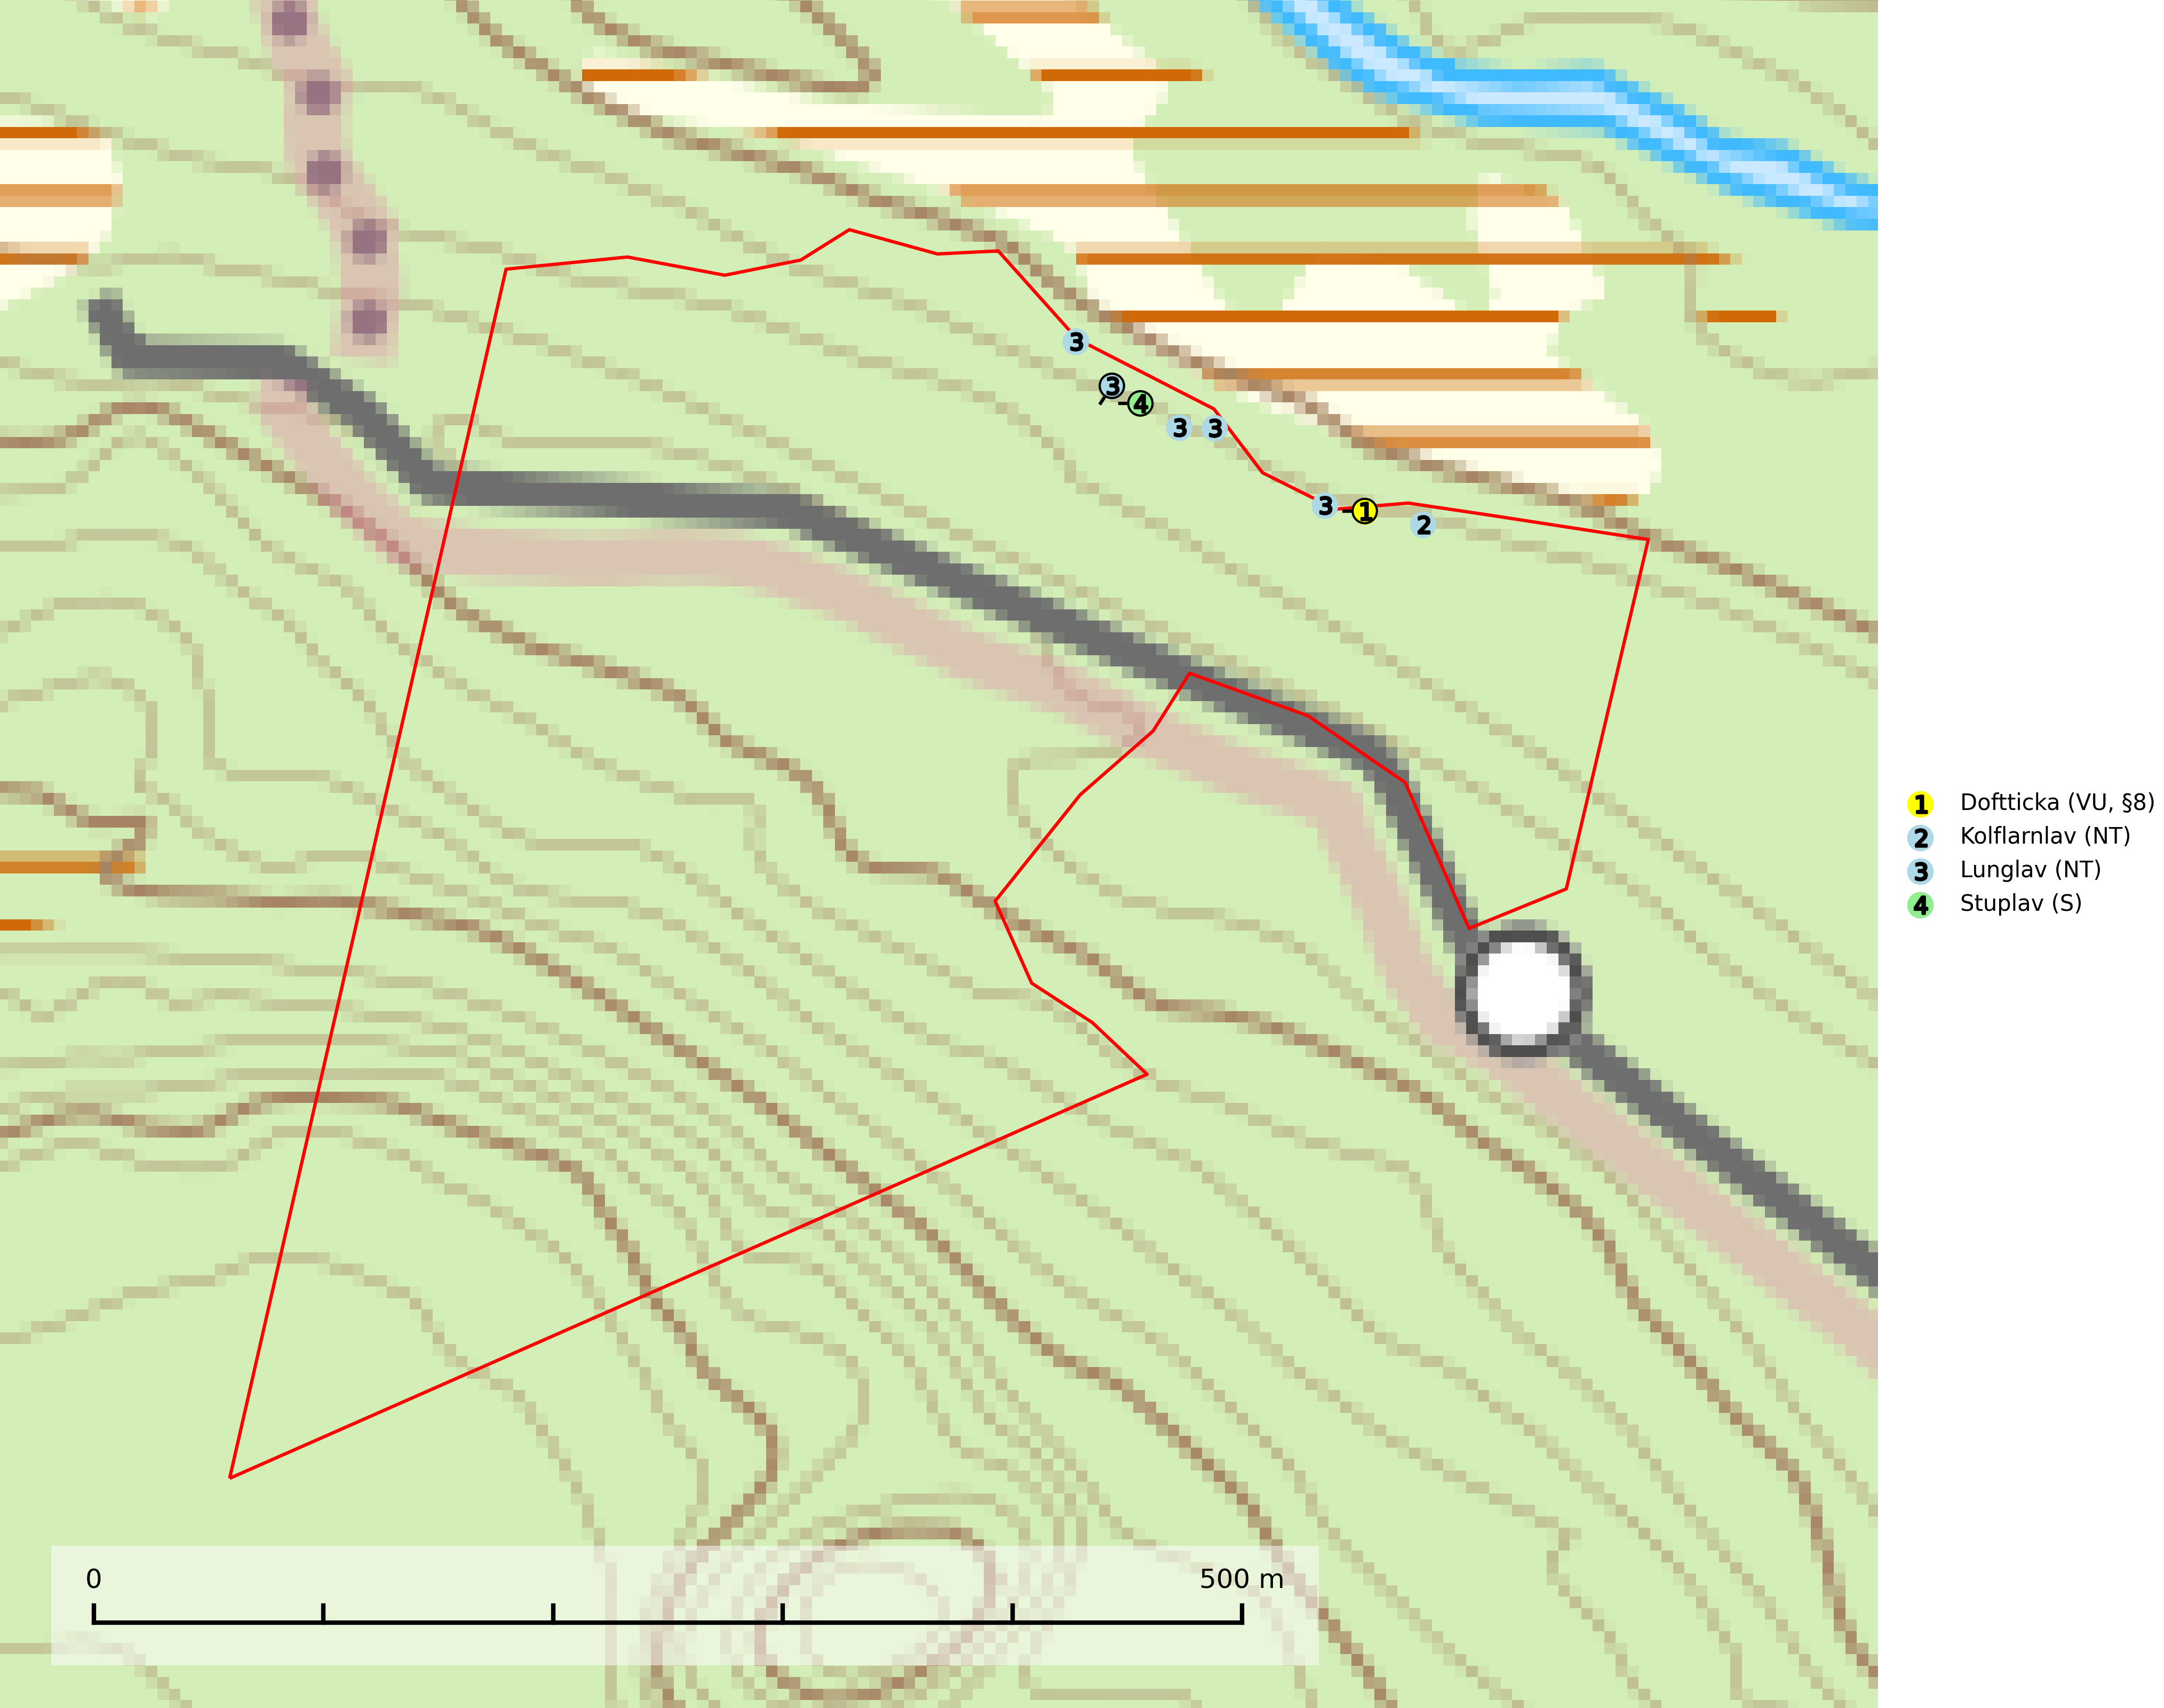 3
3
4
3
3
3
1
2
1 Doftticka (VU, §8)
2 Kolflarnlav (NT)
3 Lunglav (NT)
4 Stuplav (S)
0
500 m